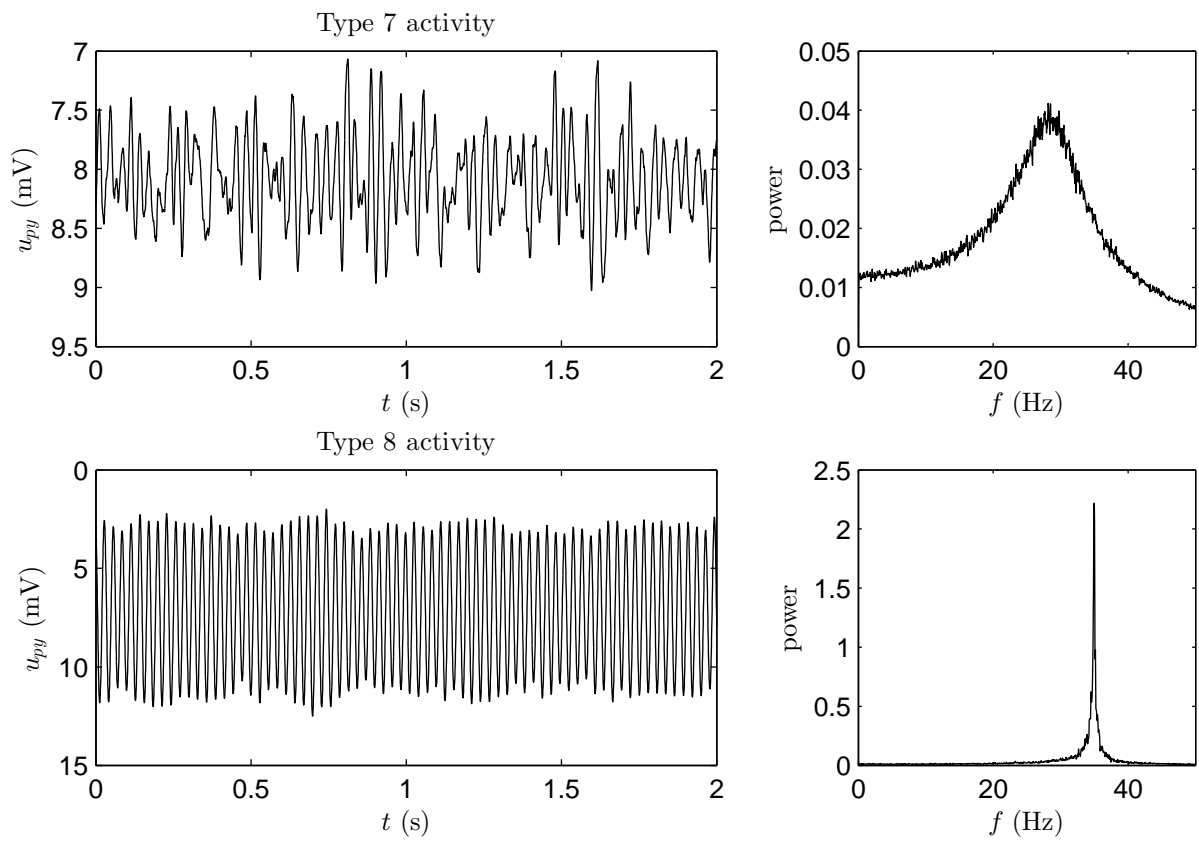 Type 7 activity
7
7.5
8
8.5
9
9.5
u_py (mV)
0 0.5 1 1.5 2
t (s)
0.05
0.04
0.03
0.02
0.01
0
power
0 20 40
f (Hz)
Type 8 activity
0
5
10
15
u_py (mV)
0 0.5 1 1.5 2
t (s)
2.5
2
1.5
1
0.5
0
power
0 20 40
f (Hz)